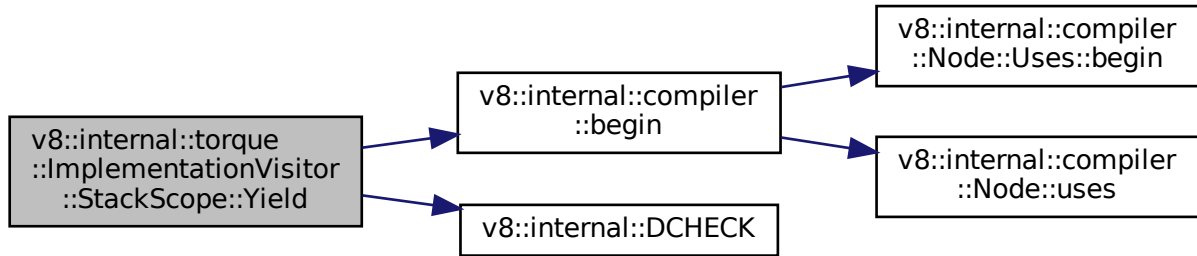 v8::internal::torque
::ImplementationVisitor
::StackScope::Yield
v8::internal::compiler
::begin
v8::internal::DCHECK
v8::internal::compiler
::Node::Uses::begin
v8::internal::compiler
::Node::uses